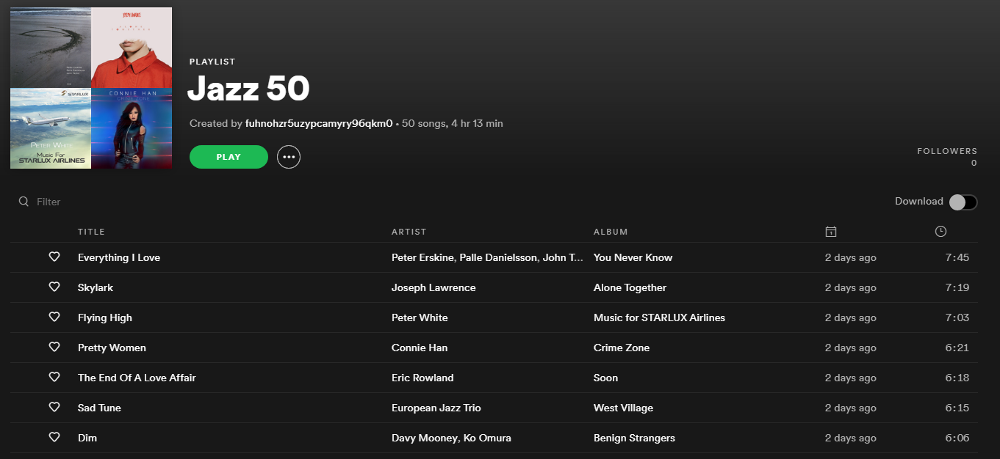 STARLUX
PETER WHITE
Music For
STARLUX AIRLINES
CONNIE HAN
CRIME ZONE
PLAYLIST
Jazz 50
Created by fuhnohzr5uzypcamyry96qkm0 • 50 songs, 4 hr 13 min
PLAY
FOLLOWERS
0
Filter
Download
TITLE ARTIST ALBUM
Everything I Love Peter Erskine, Palle Danielsson, John T... You Never Know 2 days ago 7:45
Skylark Joseph Lawrence Alone Together 2 days ago 7:19
Flying High Peter White Music for STARLUX Airlines 2 days ago 7:03
Pretty Women Connie Han Crime Zone 2 days ago 6:21
The End Of A Love Affair Eric Rowland Soon 2 days ago 6:18
Sad Tune European Jazz Trio West Village 2 days ago 6:15
Dim Davy Mooney, Ko Omura Benign Strangers 2 days ago 6:06